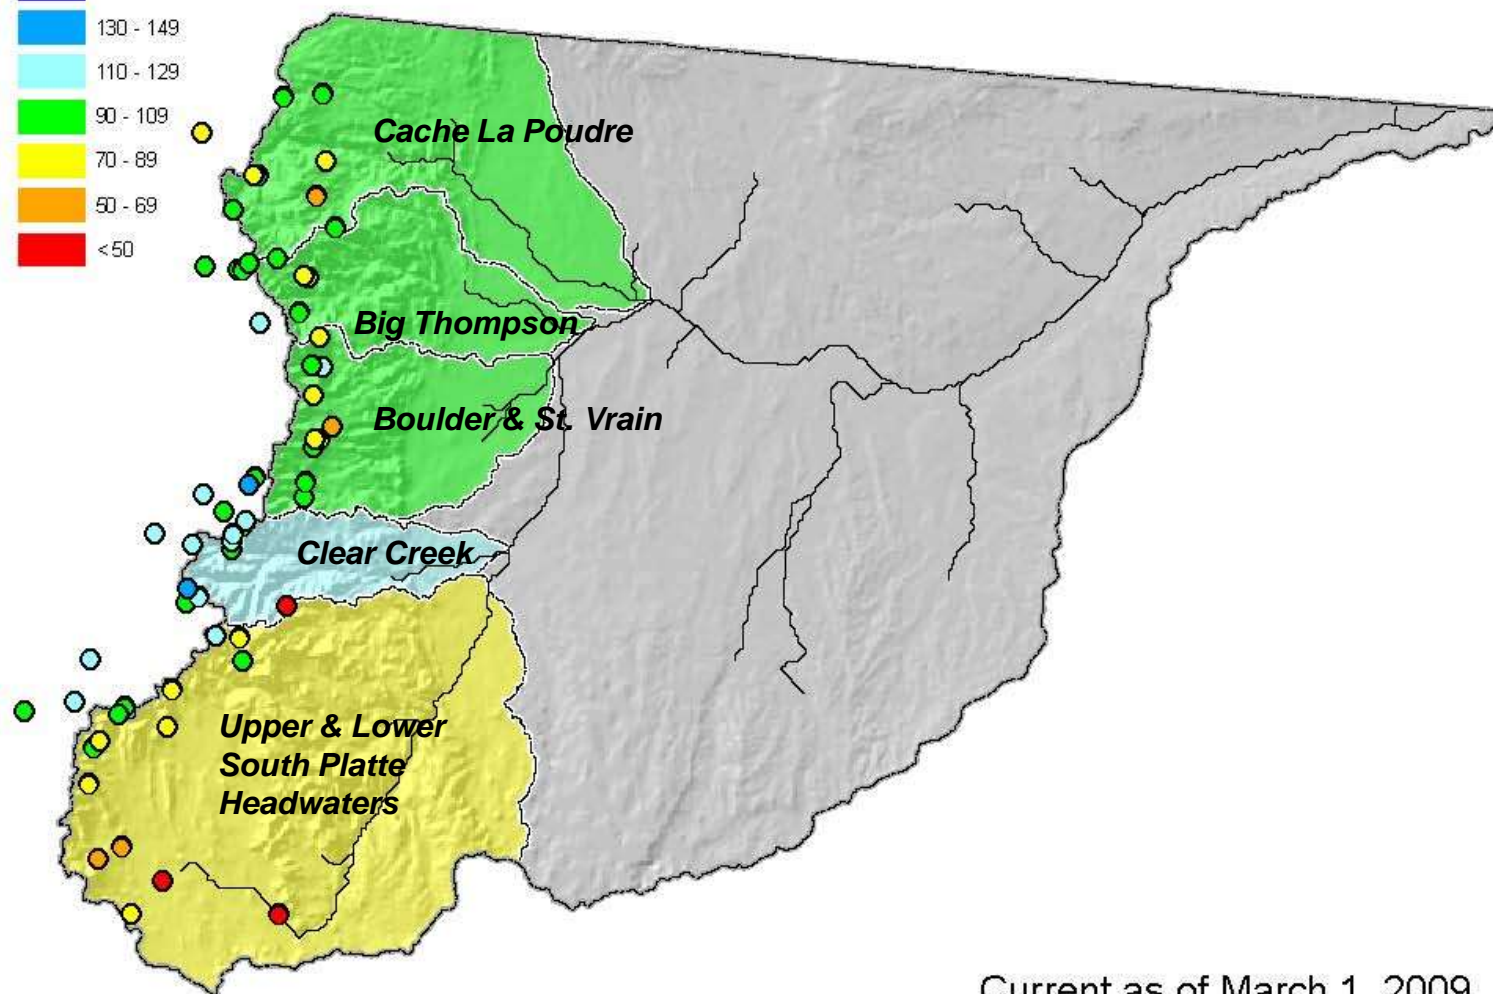 130 - 149
110 - 129
90 - 109
70 - 89
50 - 69
<50
Cache La Poudre
Big Thompson
Boulder & St. Vrain
Clear Creek
Upper & Lower
South Platte
Headwaters
Current as of March 1, 2009